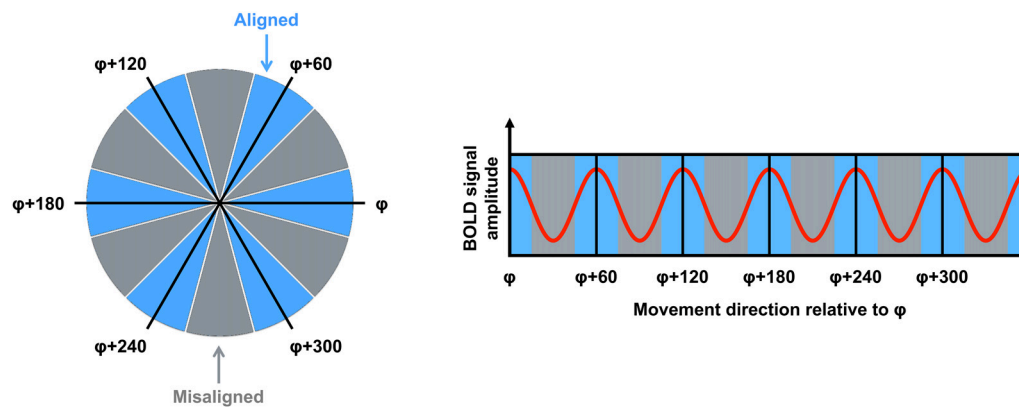 Aligned
φ+120
φ+60
φ+180
φ
φ+240
φ+300
Misaligned
BOLD signal
amplitude
φ φ+60 φ+120 φ+180 φ+240 φ+300
Movement direction relative to φ